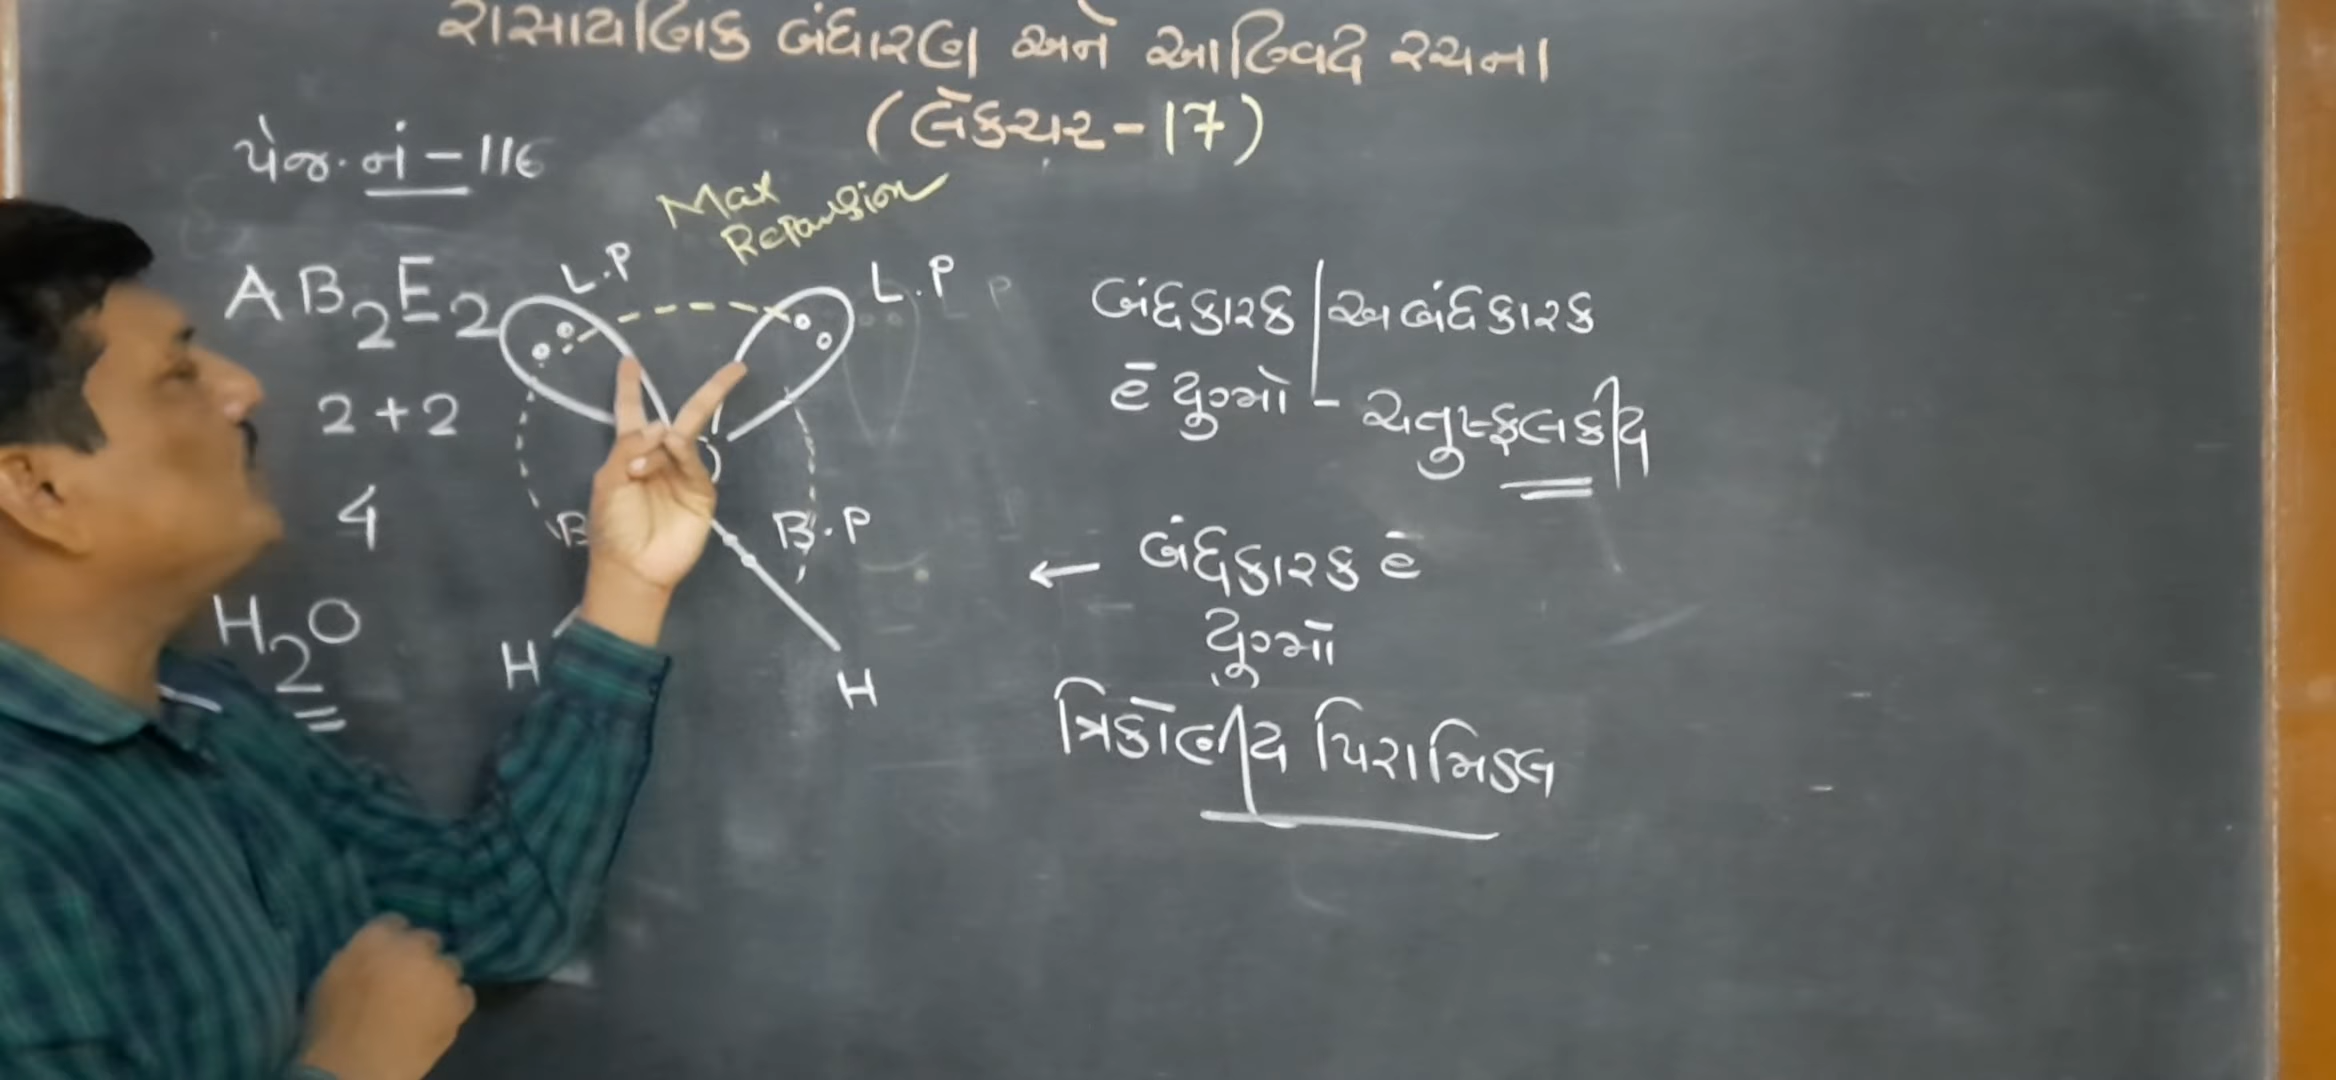 રાસાયણિક બંધારણ અને આણ્વિય રચના
(લેકચર-17)
પેજ.નં - 116
Max
Repulsion
AB2E2
2+2
4
H2O
L.P
L.P
B
B.P
H
H
બંધકારક / અબંધકારક
ē યુગ્મો - ચતુષ્ફલકીય
← બંધકારક ē
યુગ્મો
ત્રિકોણીય પિરામિડલ